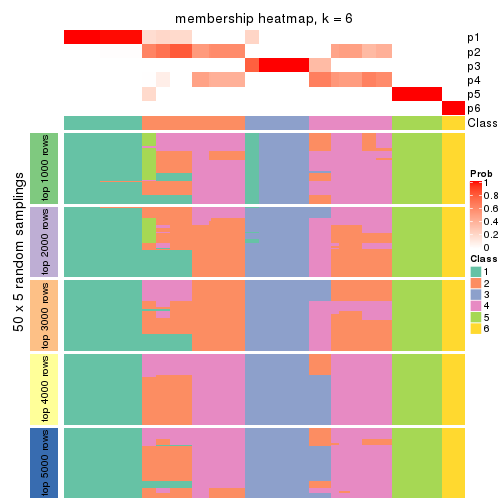 membership heatmap, k = 6
p1
p2
p3
p4
p5
p6
Class
50 x 5 random samplings
top 1000 rows
top 2000 rows
top 3000 rows
top 4000 rows
top 5000 rows
Prob
1
0.8
0.6
0.4
0.2
0
Class
1
2
3
4
5
6